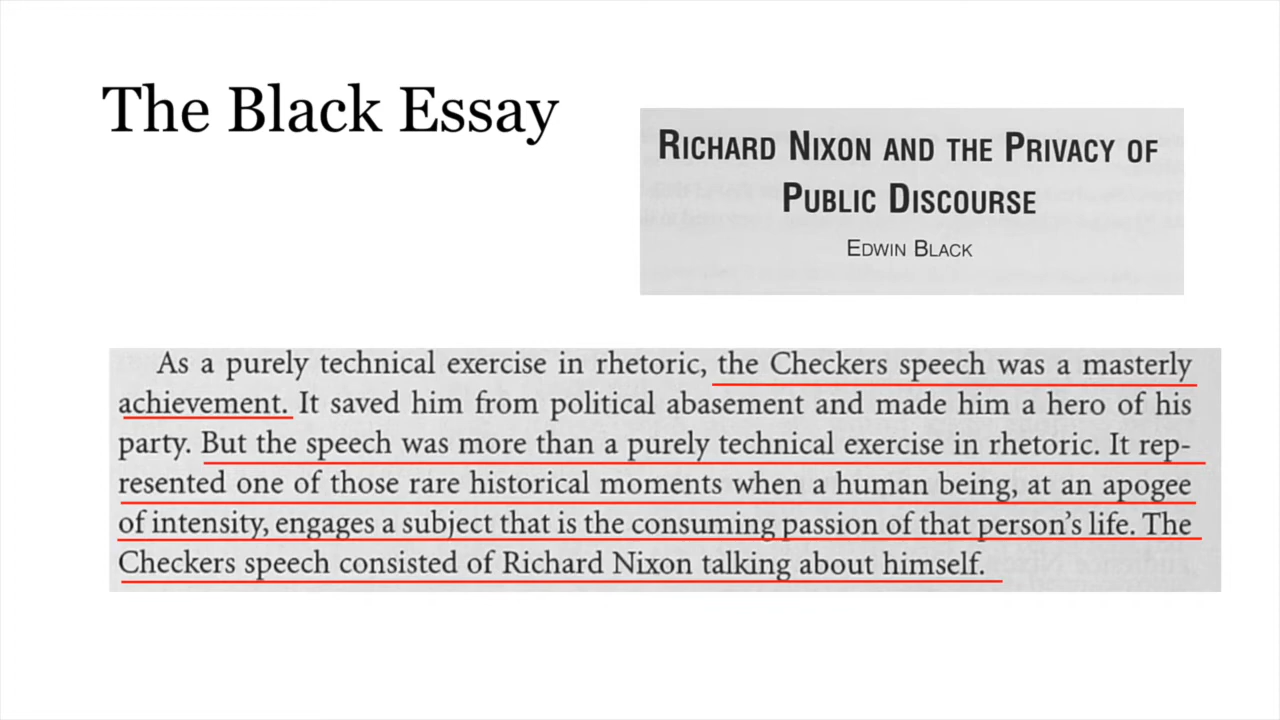 The Black Essay
RICHARD NIXON AND THE PRIVACY OF
PUBLIC DISCOURSE
EDWIN BLACK
As a purely technical exercise in rhetoric, the Checkers speech was a masterly
achievement. It saved him from political abasement and made him a hero of his
party. But the speech was more than a purely technical exercise in rhetoric. It rep-
resented one of those rare historical moments when a human being, at an apogee
of intensity, engages a subject that is the consuming passion of that person's life. The
Checkers speech consisted of Richard Nixon talking about himself.